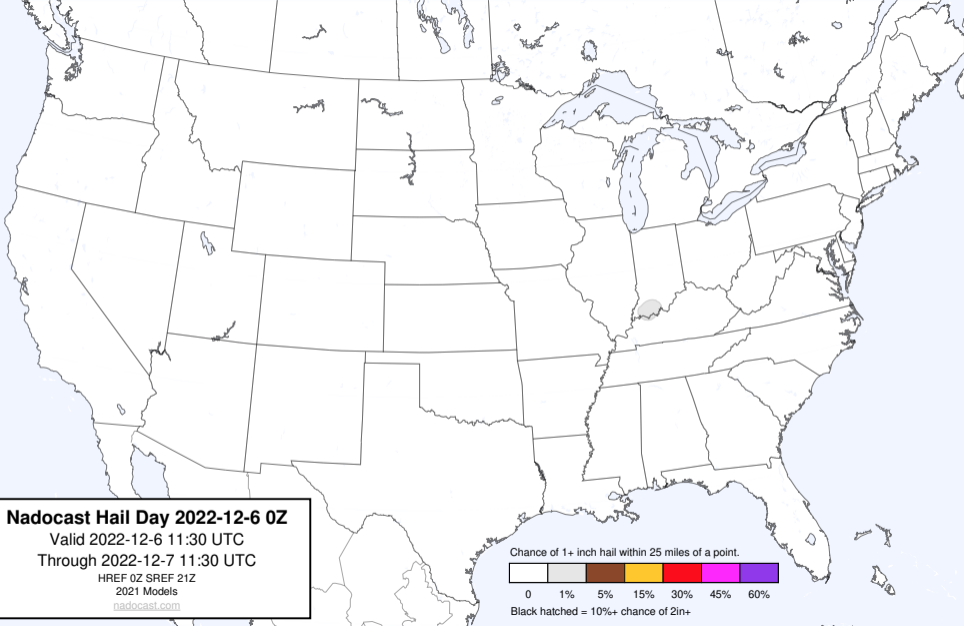 Nadocast Hail Day 2022-12-6 0Z
Valid 2022-12-6 11:30 UTC
Through 2022-12-7 11:30 UTC
HREF 0Z SREF 21Z
2021 Models
nadocast.com
Chance of 1+ inch hail within 25 miles of a point.
0 1% 5% 15% 30% 45% 60%
Black hatched = 10%+ chance of 2in+